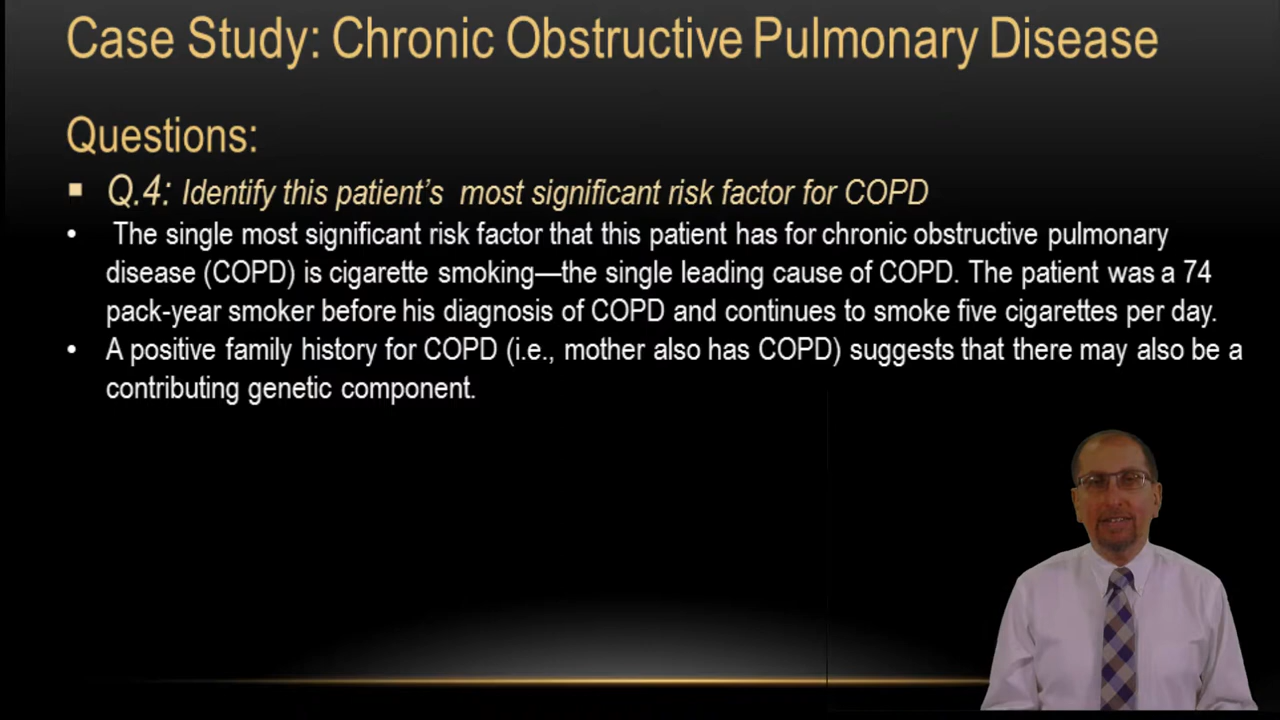 Case Study: Chronic Obstructive Pulmonary Disease
Questions:
▪ Q.4: Identify this patient’s  most significant risk factor for COPD
• The single most significant risk factor that this patient has for chronic obstructive pulmonary
disease (COPD) is cigarette smoking—the single leading cause of COPD. The patient was a 74
pack-year smoker before his diagnosis of COPD and continues to smoke five cigarettes per day.
• A positive family history for COPD (i.e., mother also has COPD) suggests that there may also be a
contributing genetic component.